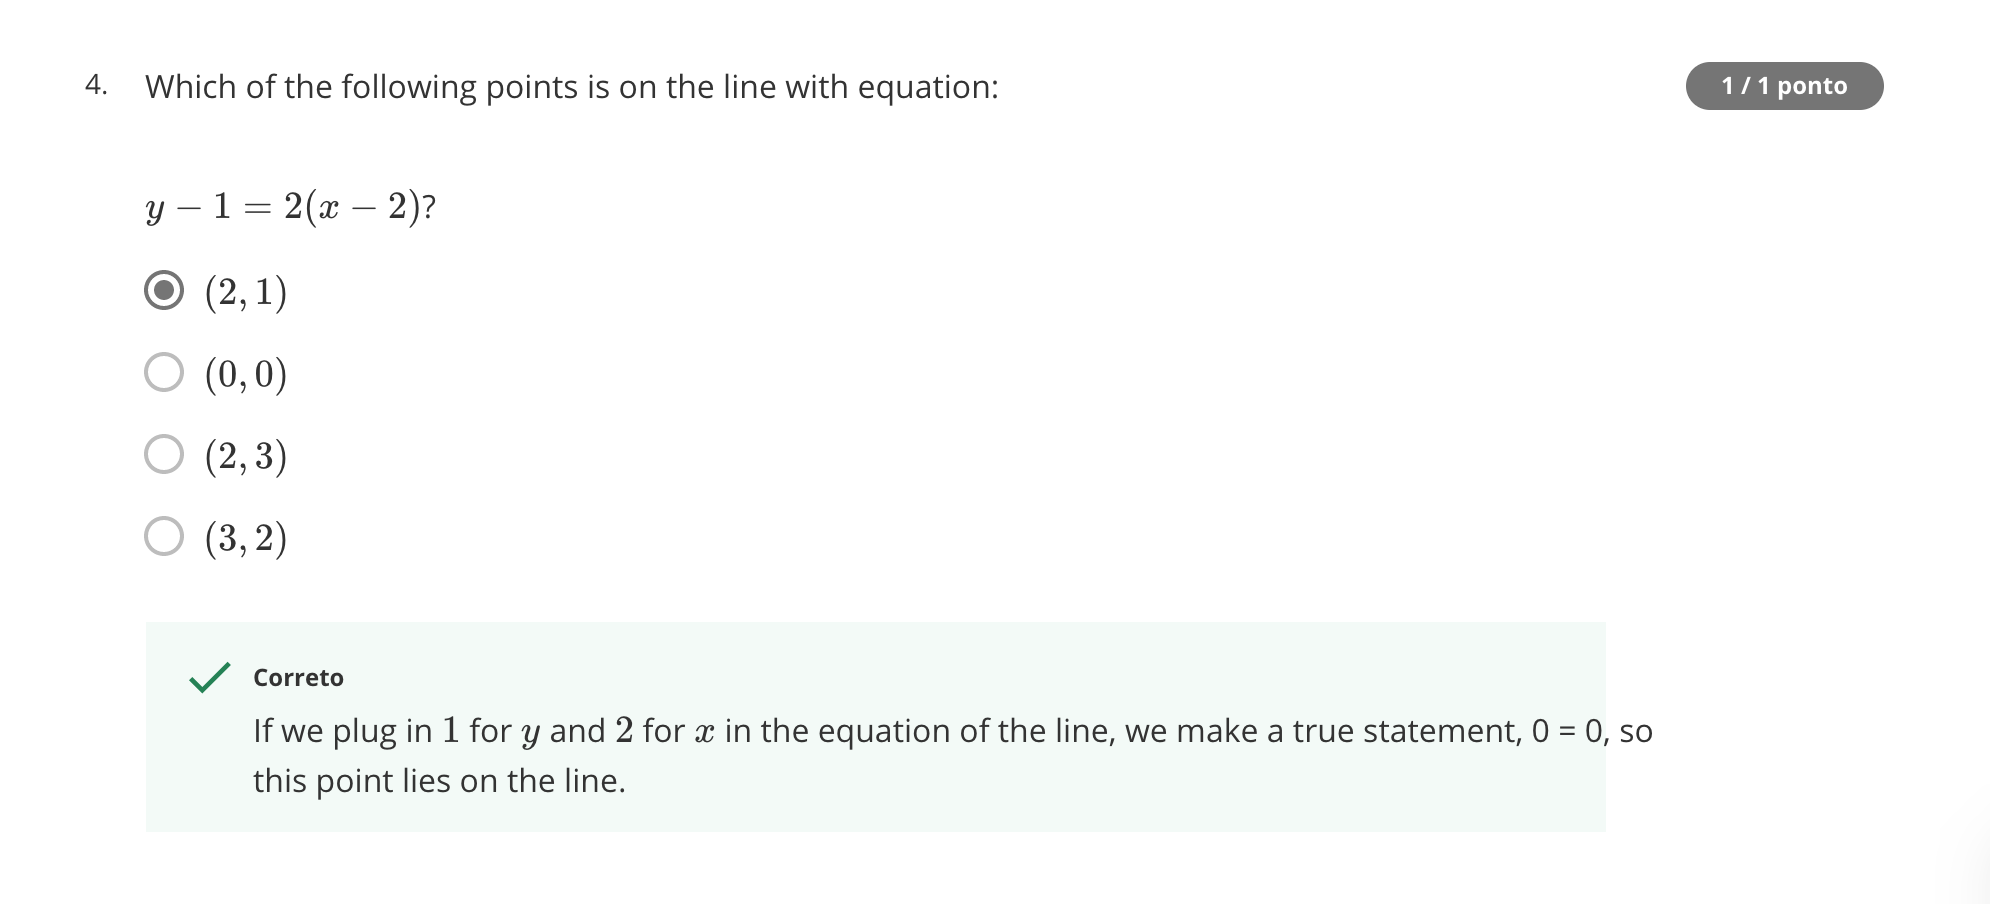 4. Which of the following points is on the line with equation:
1 / 1 ponto
y − 1 = 2(x − 2)?
(2, 1)
(0, 0)
(2, 3)
(3, 2)
Correto
If we plug in 1 for y and 2 for x in the equation of the line, we make a true statement, 0 = 0, so
this point lies on the line.